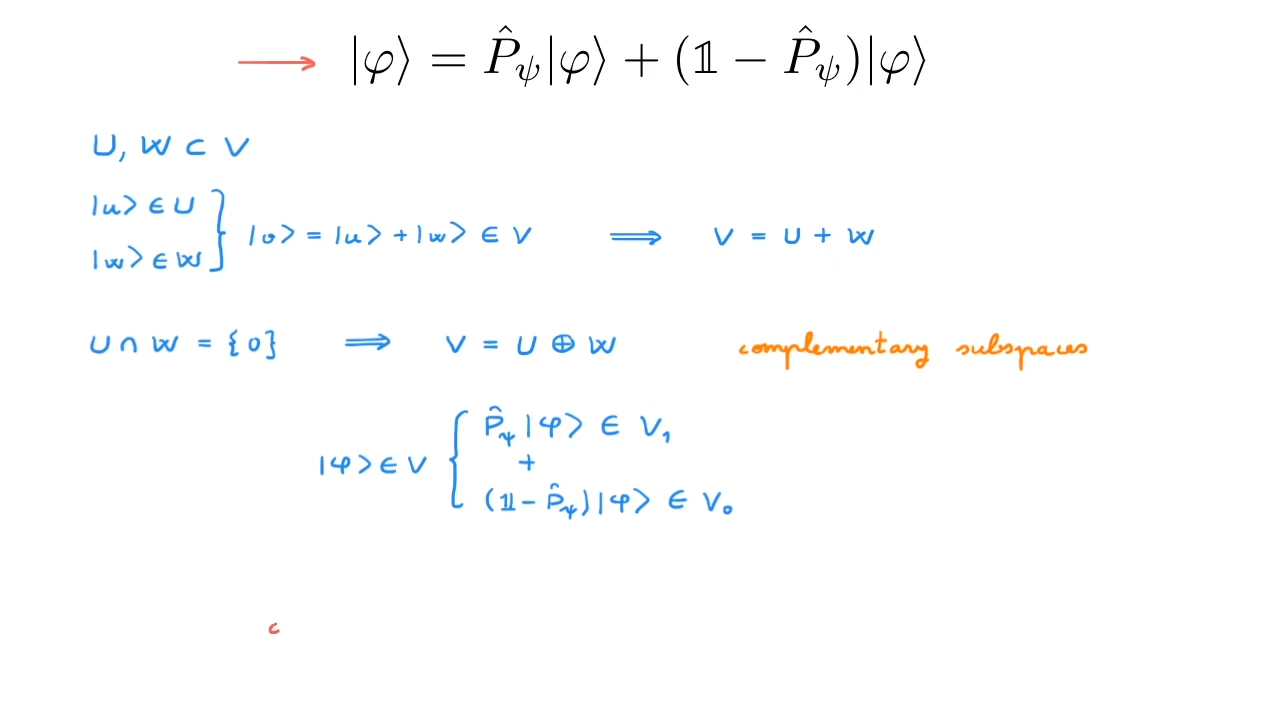 → |φ⟩ = P̂_ψ|φ⟩ + (𝟙 − P̂_ψ)|φ⟩
U, W ⊂ V
|u⟩ ∈ U
|w⟩ ∈ W } |v⟩ = |u⟩ + |w⟩ ∈ V ⟹ V = U + W
U ∩ W = {0} ⟹ V = U ⊕ W complementary subspaces
|φ⟩ ∈ V { P̂_ψ|φ⟩ ∈ V₁
+
(𝟙 − P̂_ψ)|φ⟩ ∈ V₀